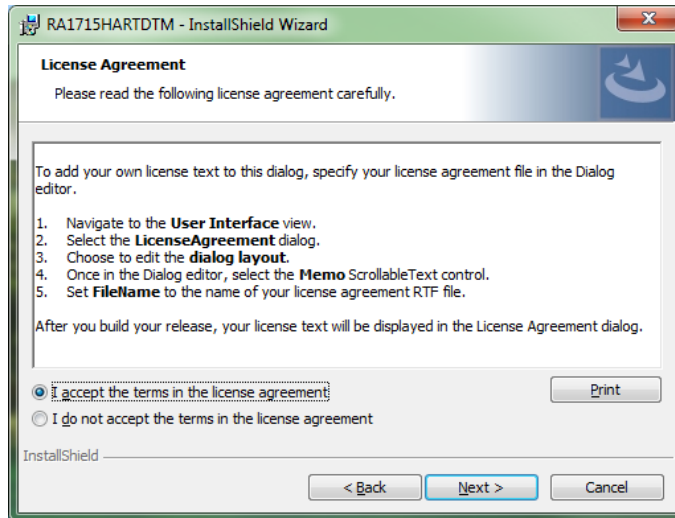 RA1715HARTDTM - InstallShield Wizard
License Agreement
Please read the following license agreement carefully.
To add your own license text to this dialog, specify your license agreement file in the Dialog
editor.
1. Navigate to the User Interface view.
2. Select the LicenseAgreement dialog.
3. Choose to edit the dialog layout.
4. Once in the Dialog editor, select the Memo ScrollableText control.
5. Set FileName to the name of your license agreement RTF file.
After you build your release, your license text will be displayed in the License Agreement dialog.
I accept the terms in the license agreement
Print
I do not accept the terms in the license agreement
InstallShield
< Back
Next >
Cancel